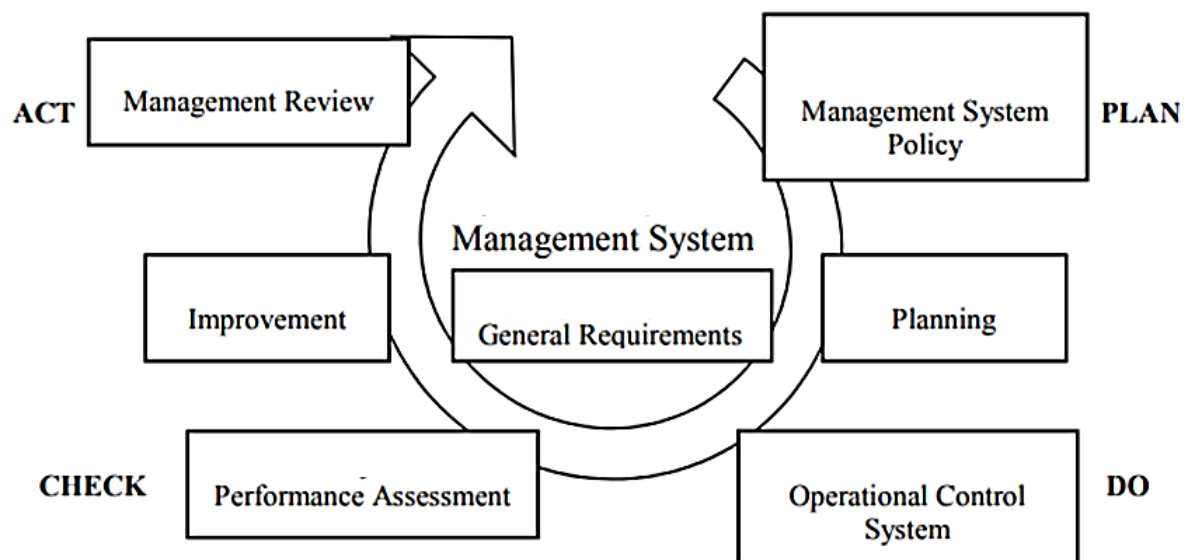 ACT
Management Review
Management System
Policy
PLAN
Management System
General Requirements
Improvement
Planning
CHECK
Performance Assessment
Operational Control
System
DO